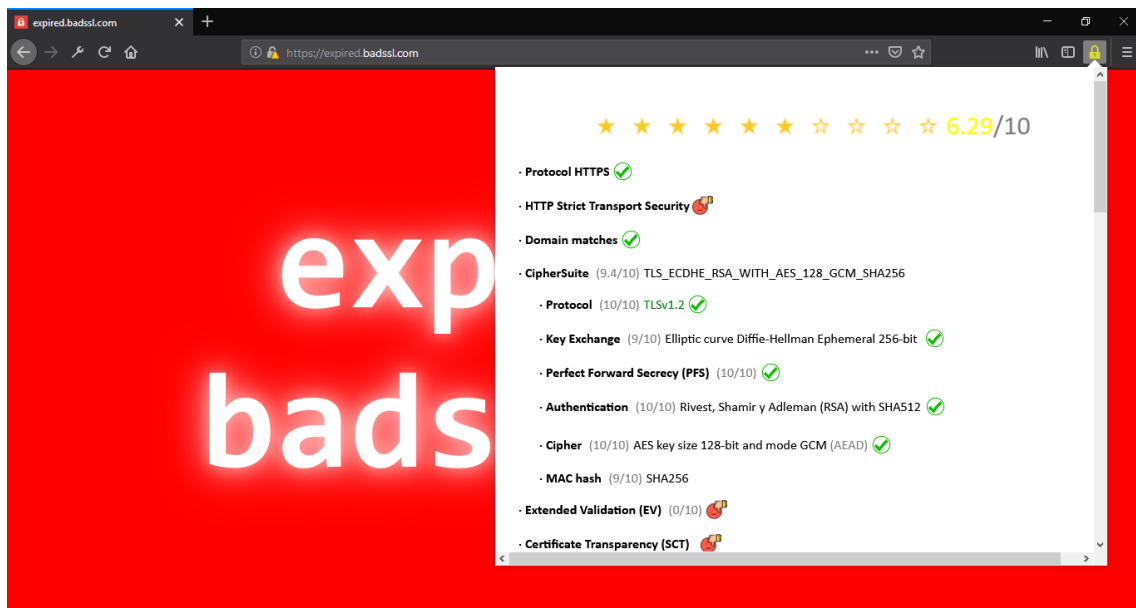 expired.badssl.com
https://expired.badssl.com
6.29/10
· Protocol HTTPS
· HTTP Strict Transport Security
· Domain matches
· CipherSuite (9.4/10) TLS_ECDHE_RSA_WITH_AES_128_GCM_SHA256
· Protocol (10/10) TLSv1.2
· Key Exchange (9/10) Elliptic curve Diffie-Hellman Ephemeral 256-bit
· Perfect Forward Secrecy (PFS) (10/10)
· Authentication (10/10) Rivest, Shamir y Adleman (RSA) with SHA512
· Cipher (10/10) AES key size 128-bit and mode GCM (AEAD)
· MAC hash (9/10) SHA256
· Extended Validation (EV) (0/10)
· Certificate Transparency (SCT)
exp
bads